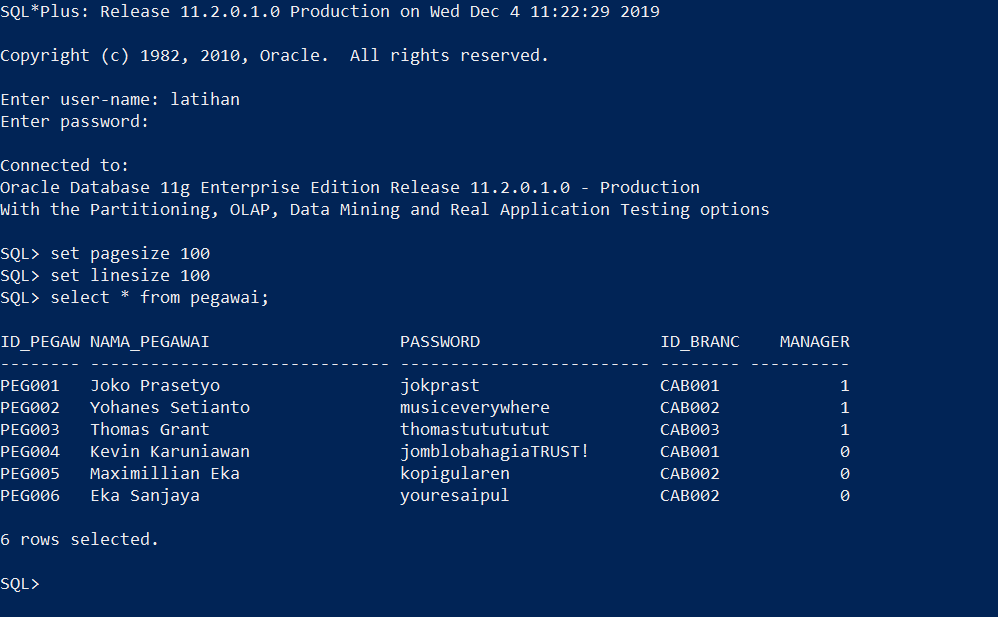 SQL*Plus: Release 11.2.0.1.0 Production on Wed Dec 4 11:22:29 2019
Copyright (c) 1982, 2010, Oracle.  All rights reserved.
Enter user-name: latihan
Enter password:
Connected to:
Oracle Database 11g Enterprise Edition Release 11.2.0.1.0 - Production
With the Partitioning, OLAP, Data Mining and Real Application Testing options
SQL> set pagesize 100
SQL> set linesize 100
SQL> select * from pegawai;
ID_PEGAW NAMA_PEGAWAI                   PASSWORD                  ID_BRANC    MANAGER
-------- ------------------------------ ------------------------- -------- ----------
PEG001   Joko Prasetyo                  jokprast                  CAB001            1
PEG002   Yohanes Setianto               musiceverywhere           CAB002            1
PEG003   Thomas Grant                   thomastutututut           CAB003            1
PEG004   Kevin Karuniawan               jomblobahagiaTRUST!       CAB001            0
PEG005   Maximillian Eka                kopigularen               CAB002            0
PEG006   Eka Sanjaya                    youresaipul               CAB002            0
6 rows selected.
SQL>